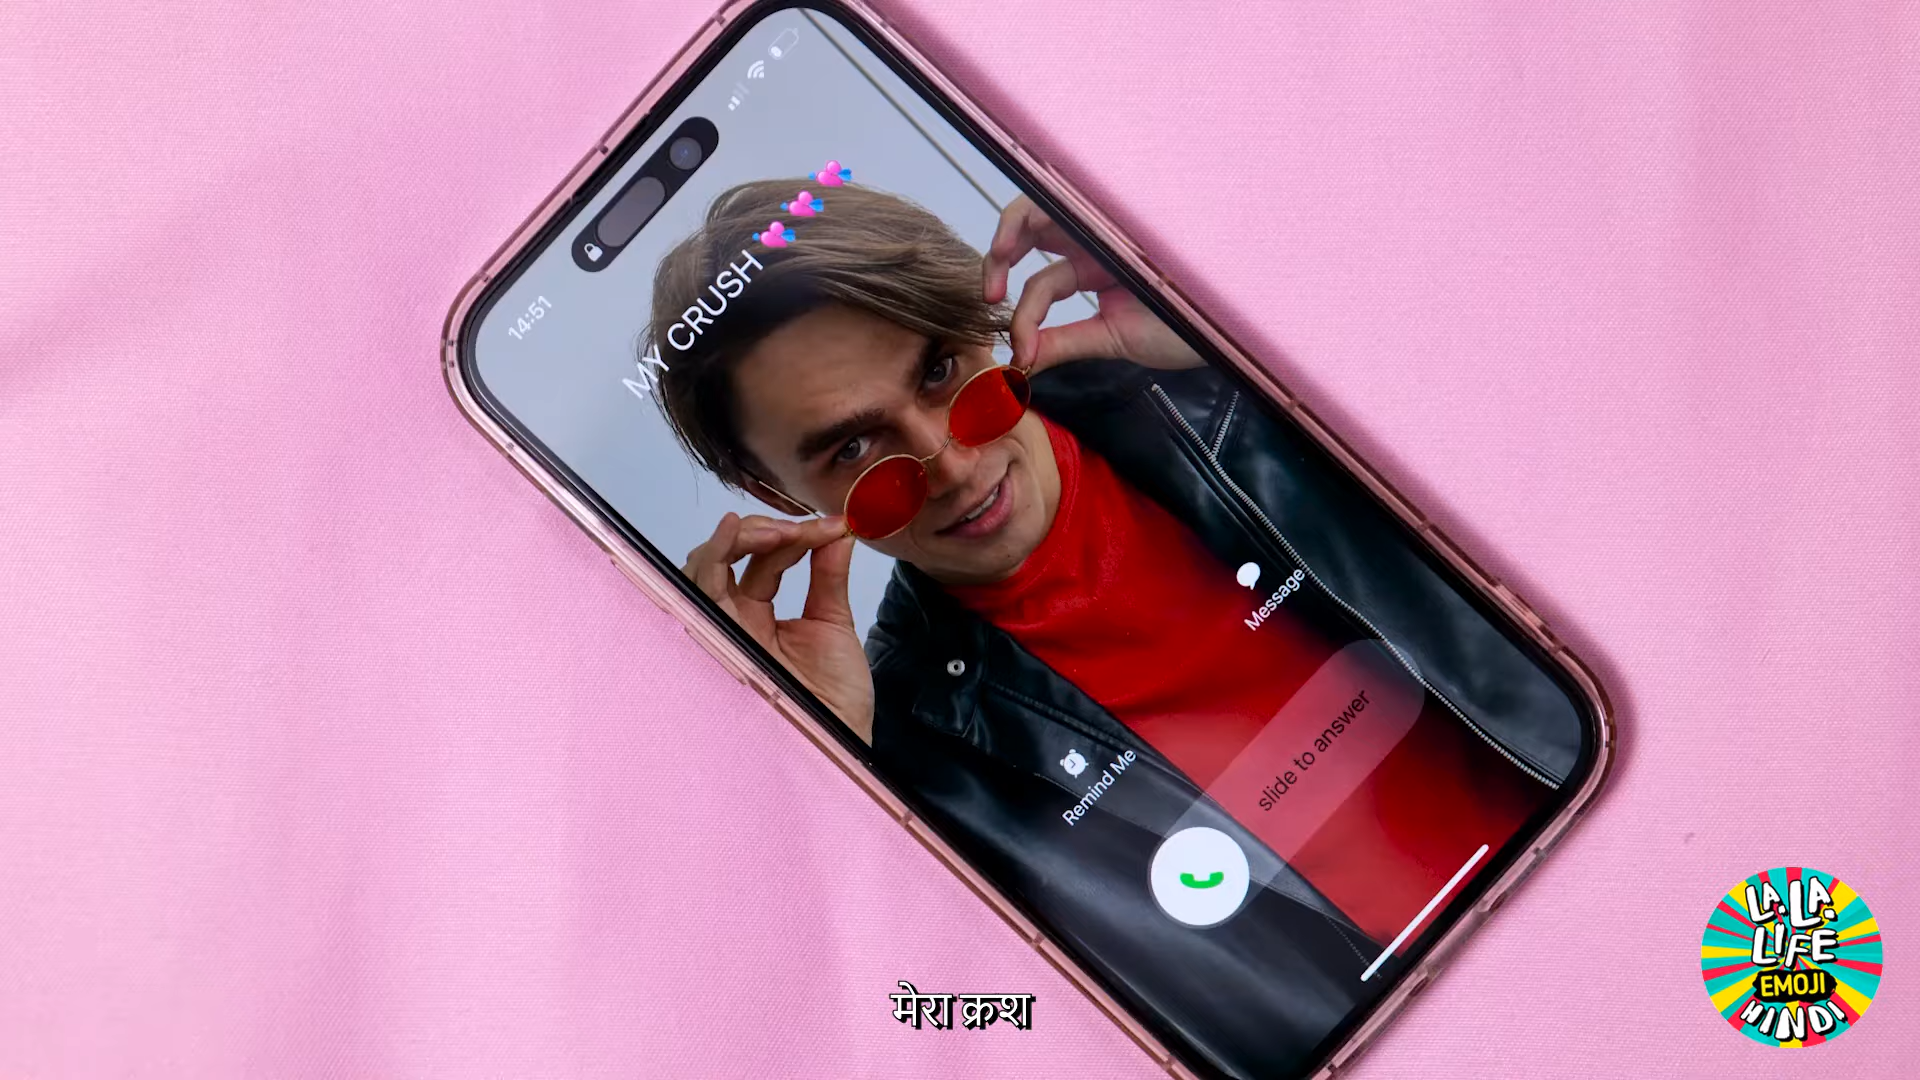 14:51
MY CRUSH 💘💘💘
Message
Remind Me
slide to answer
मेरा क्रश
LA.LA.
LIFE
EMOJI
HINDI